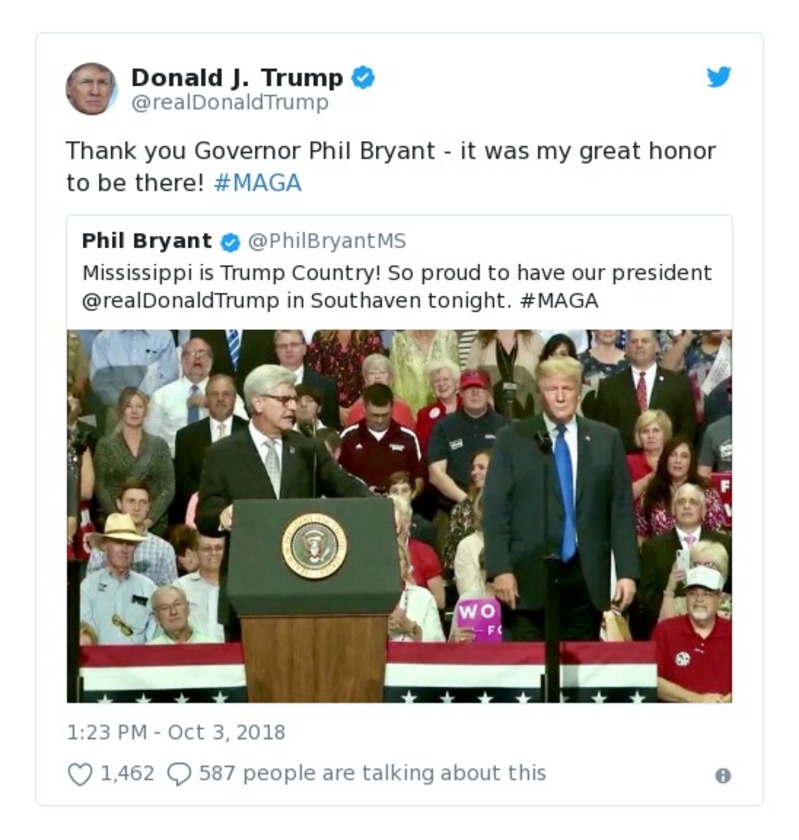 Donald J. Trump
@realDonaldTrump
Thank you Governor Phil Bryant - it was my great honor
to be there! #MAGA
Phil Bryant @PhilBryantMS
Mississippi is Trump Country! So proud to have our president
@realDonaldTrump in Southaven tonight. #MAGA
WO
FO
1:23 PM - Oct 3, 2018
1,462 587 people are talking about this